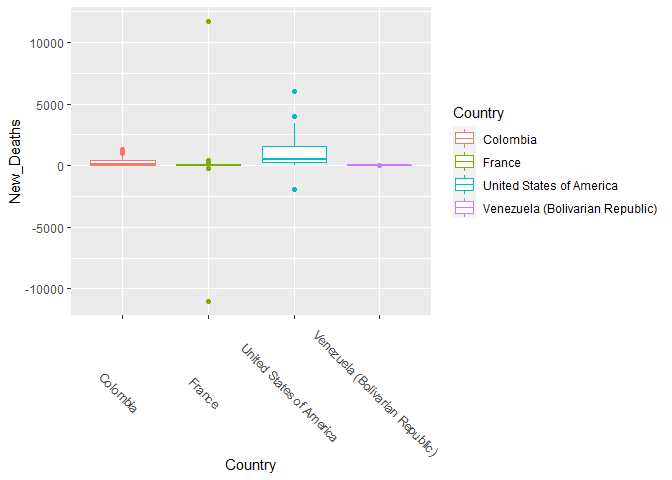 10000
5000
0
-5000
-10000
New_Deaths
Colombia
France
United States of America
Venezuela (Bolivarian Republic)
Country
Country
Colombia
France
United States of America
Venezuela (Bolivarian Republic)